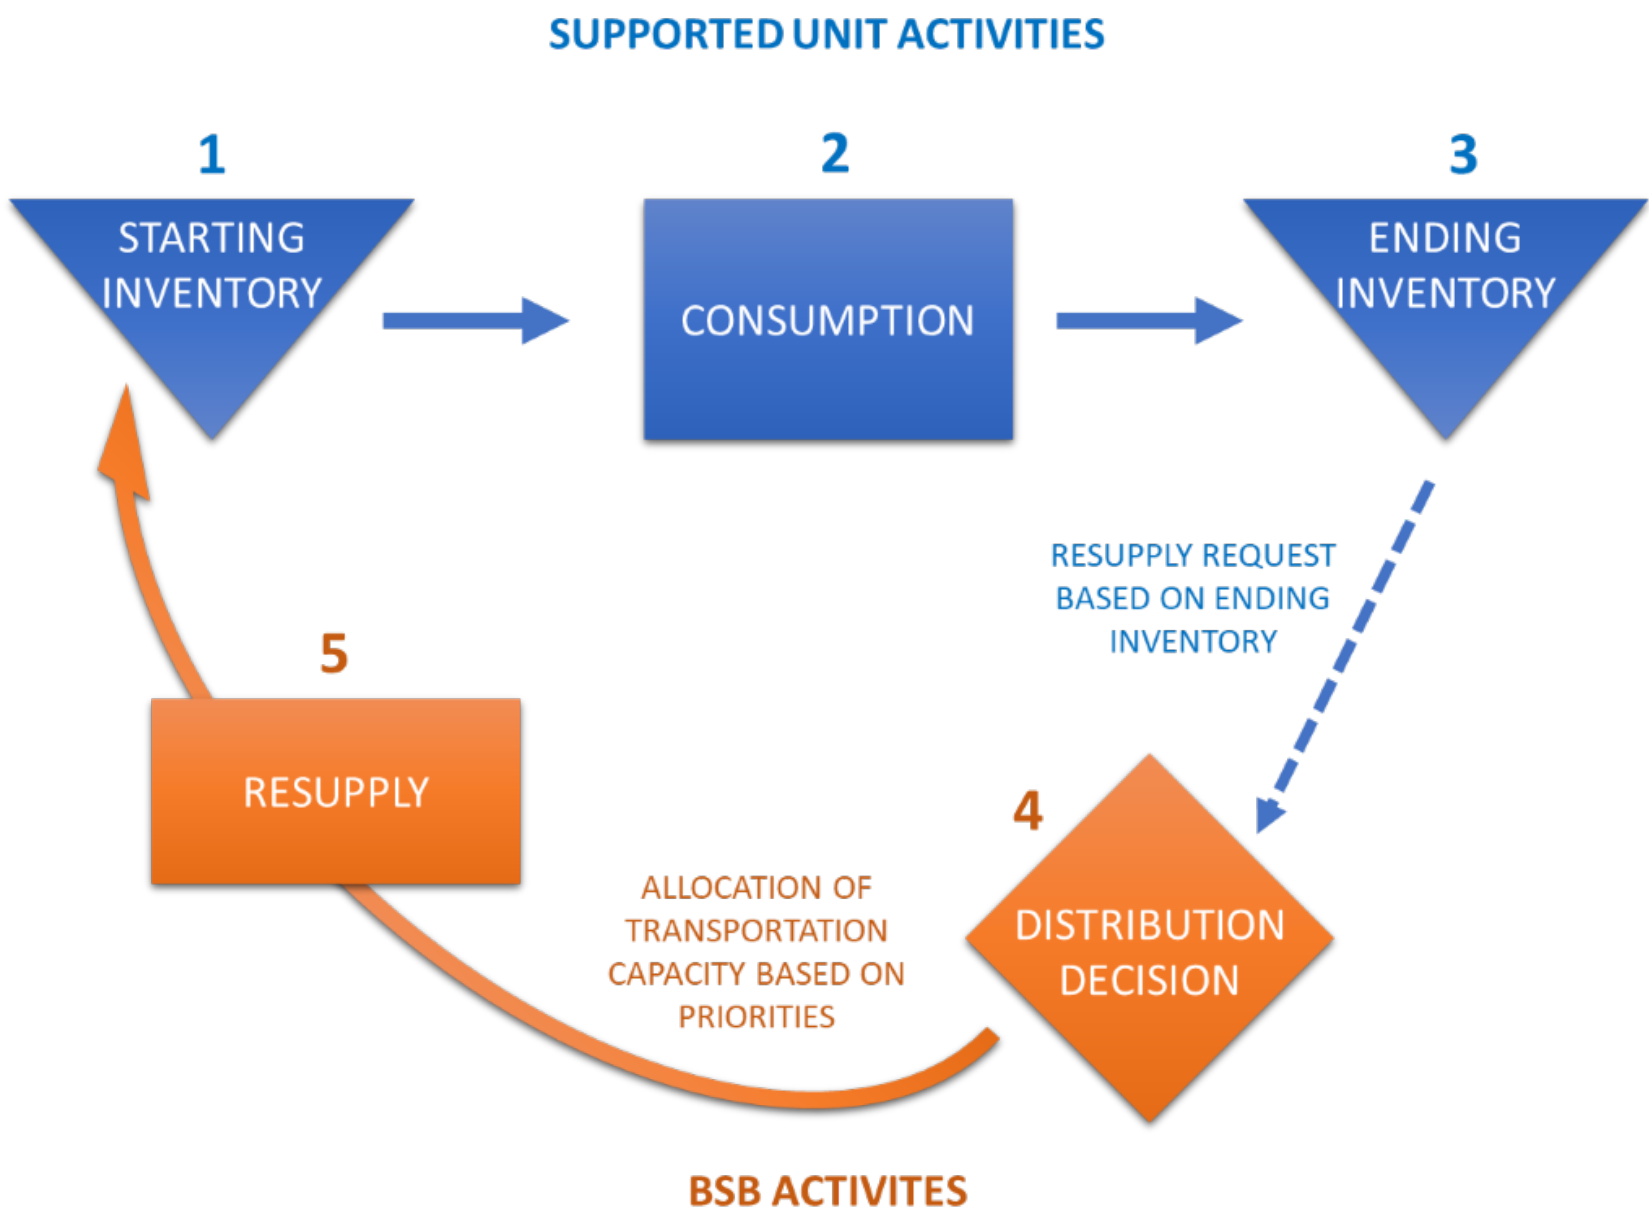 SUPPORTED UNIT ACTIVITIES
1
2
3
STARTING
INVENTORY
CONSUMPTION
ENDING
INVENTORY
RESUPPLY REQUEST
BASED ON ENDING
INVENTORY
5
RESUPPLY
4
DISTRIBUTION
DECISION
ALLOCATION OF
TRANSPORTATION
CAPACITY BASED ON
PRIORITIES
BSB ACTIVITES